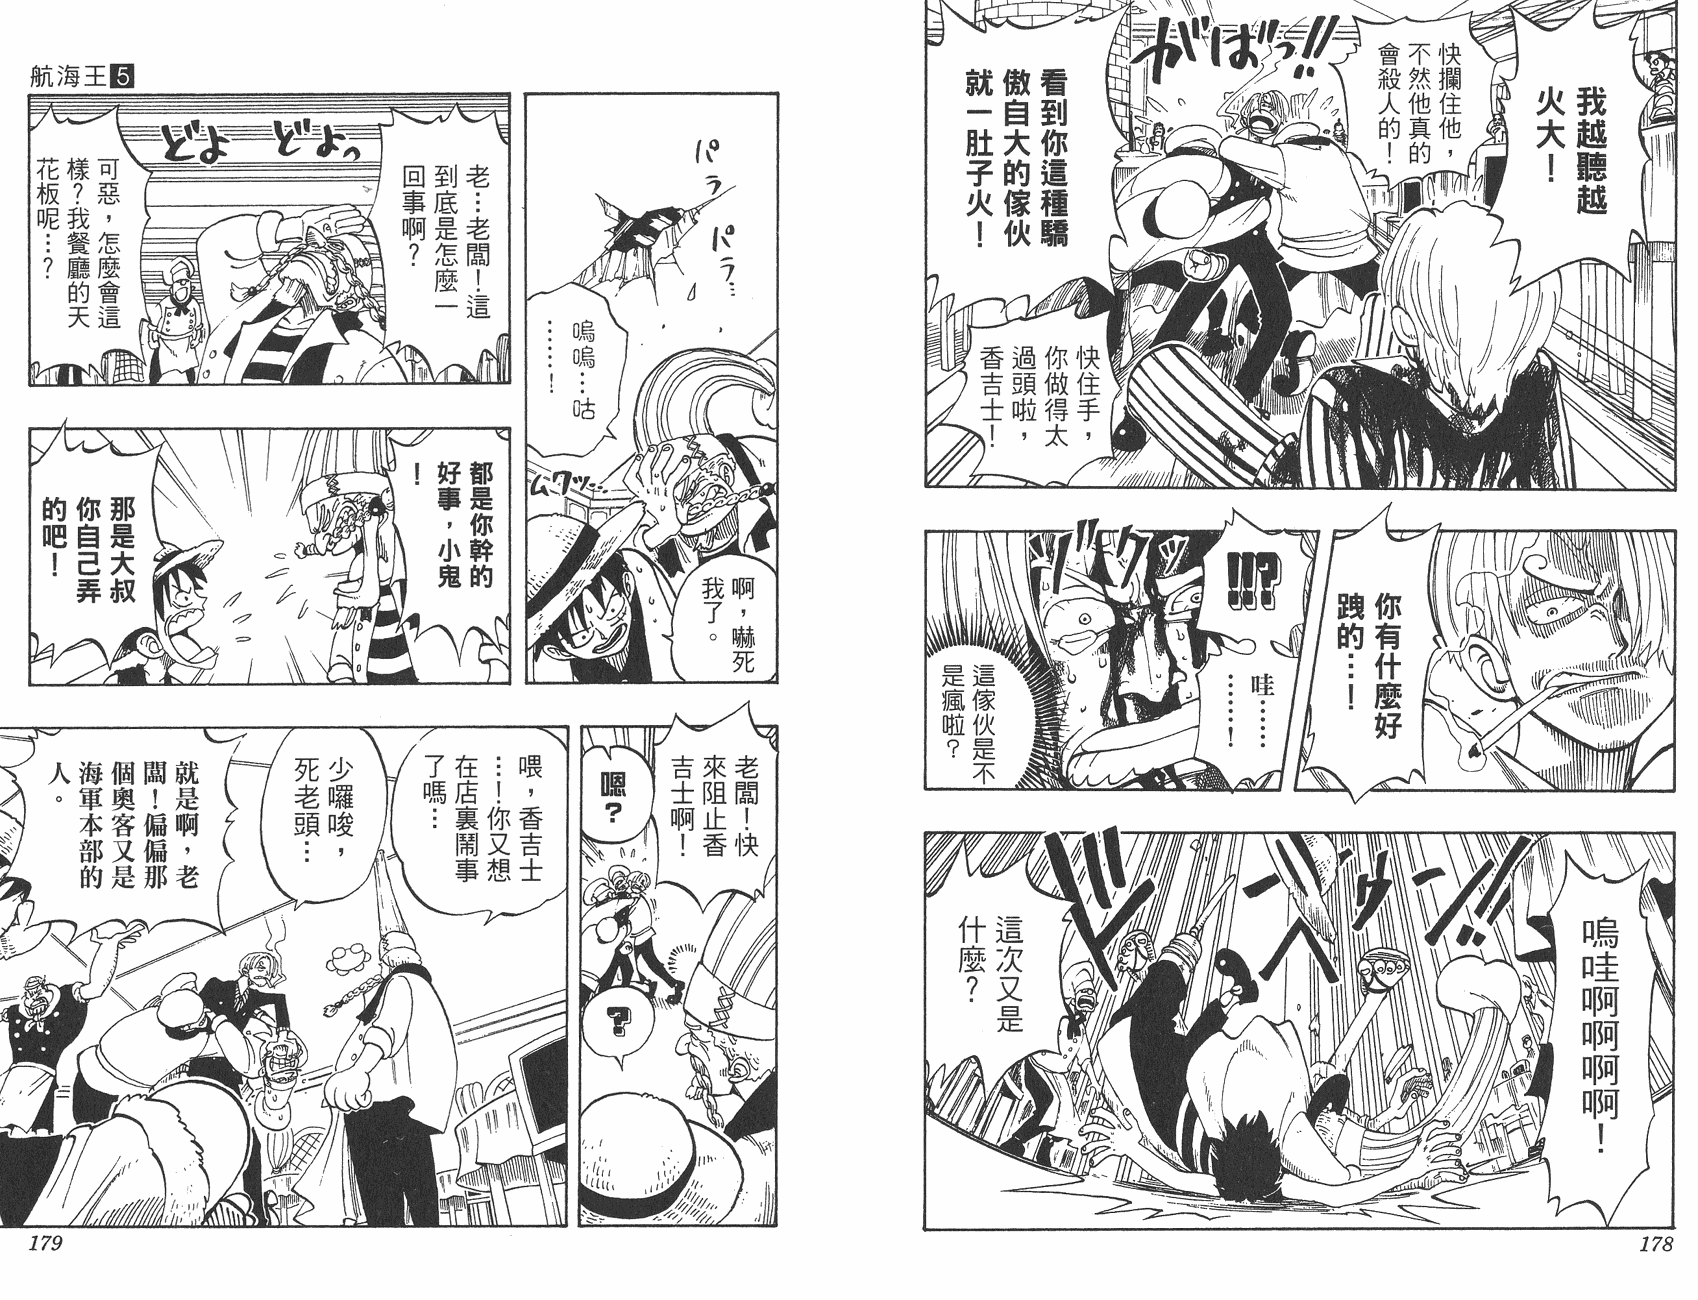 我越聽越
火大！
快攔住他，
不然他真的
會殺人的！
がばっ!!
看到你這種驕
傲自大的傢伙
就一肚子火！
快住手，
你做得太
過頭啦，
香吉士！
你有什麼好
跩的…！
!!!?
哇……
……！
這傢伙是不
是瘋啦？
嗚哇啊啊啊啊！
這次又是
什麼？
178
航海王5
パラ
パラ…
嗚嗚…咕
……！
ムクッ…
啊，嚇死
我了。
老…老闆！這
到底是怎麼一
回事啊？
どよ どよっ
可惡，怎麼會這
樣？我餐廳的天
花板呢…？
都是你幹的
好事，小鬼
！
那是大叔
你自己弄
的吧！
老闆！快
來阻止香
吉士啊！
嗯？
？
喂，香吉士
…！你又想
在店裏鬧事
了嗎…
少囉唆，
死老頭…
就是啊，老
闆！偏偏那
個奧客又是
海軍本部的
人。
179